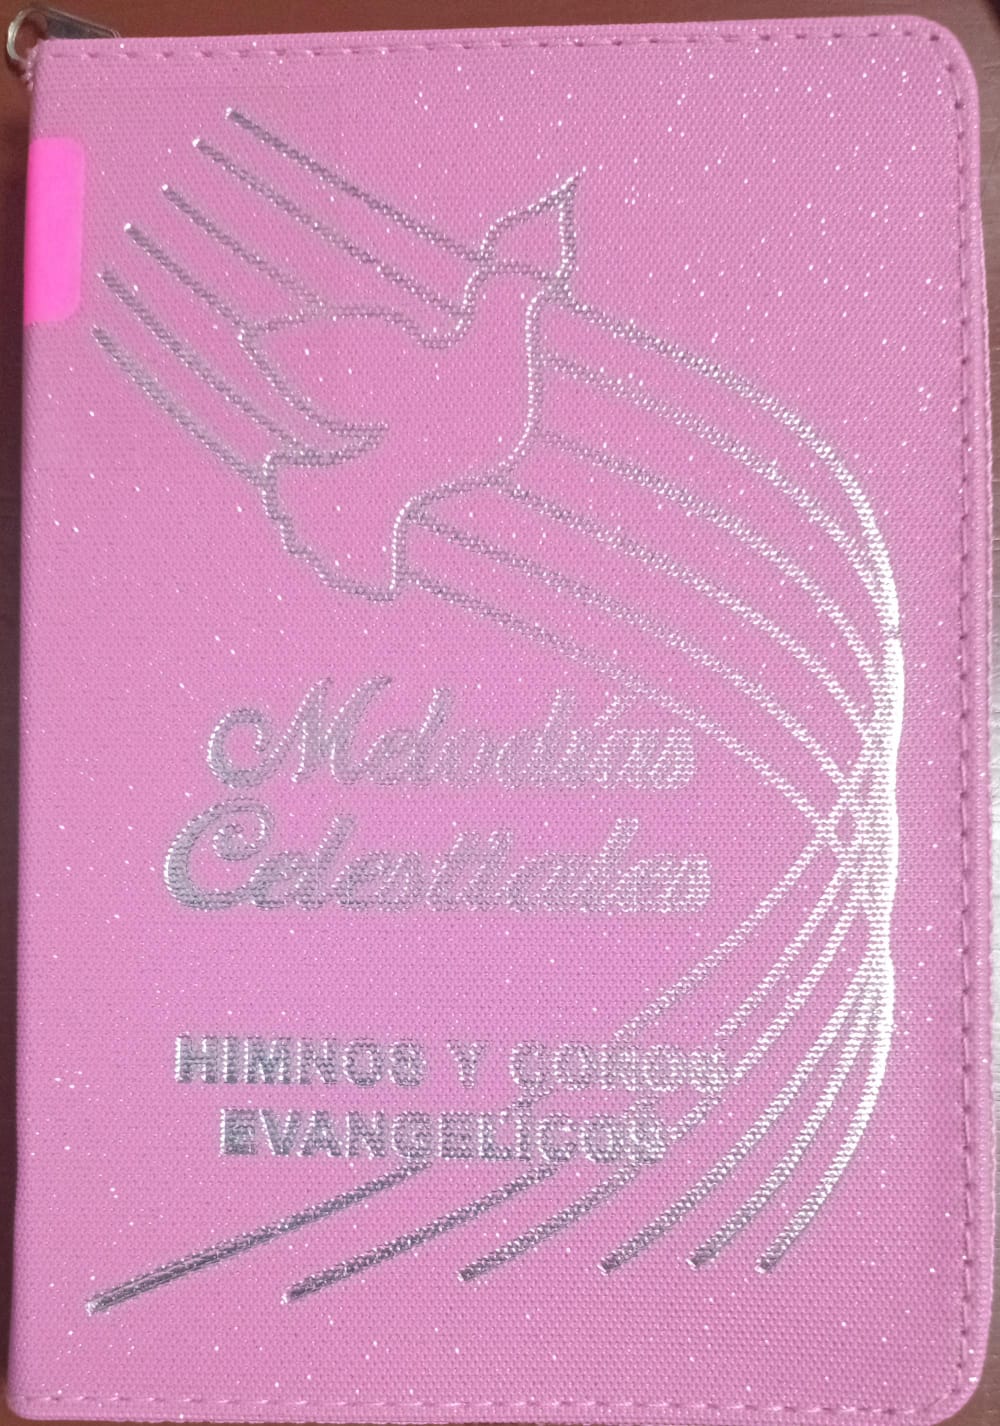 Melodías
Celestiales
HIMNOS Y COROS
EVANGELICOS